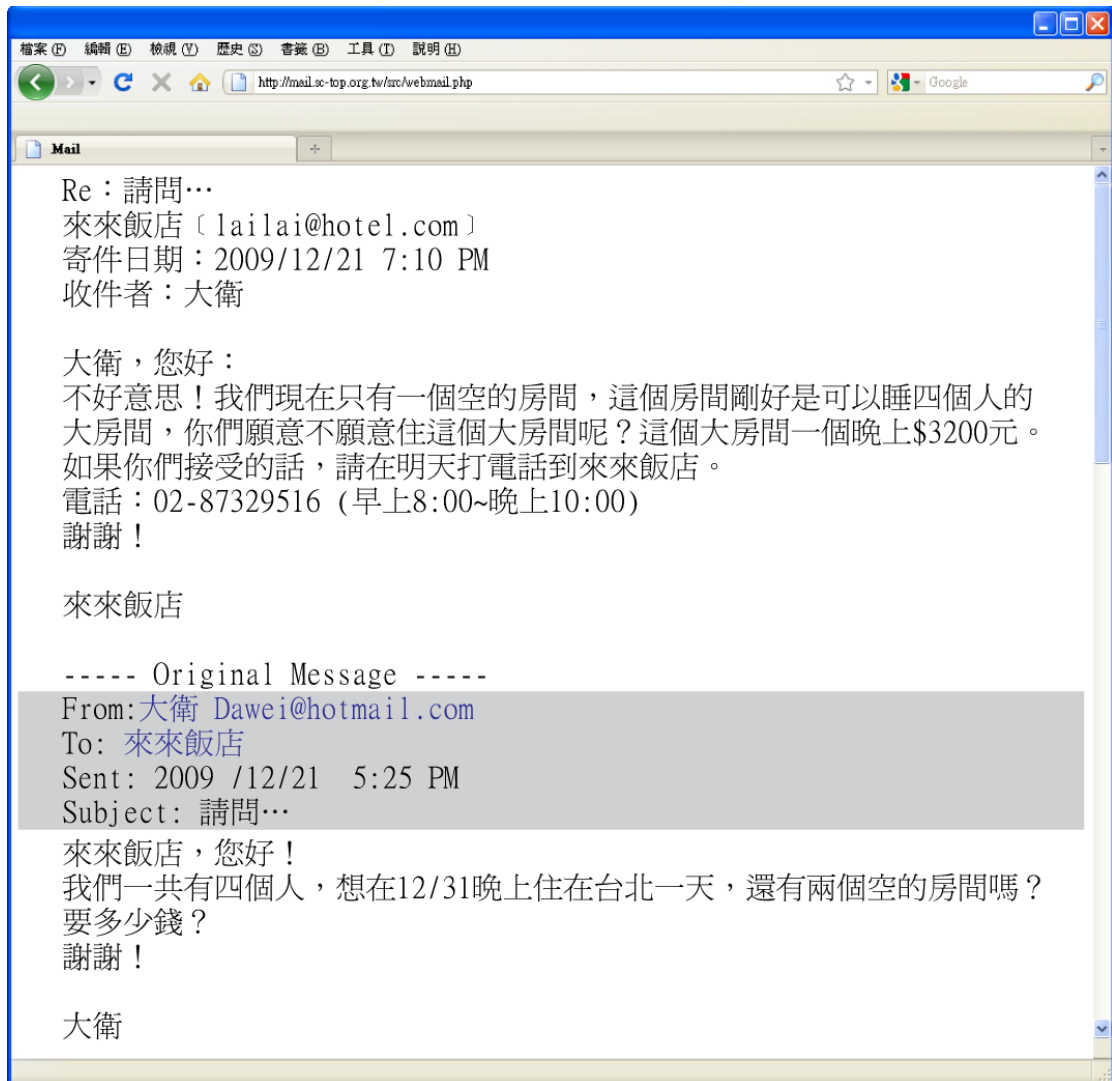 檔案(F) 編輯(E) 檢視(V) 歷史(S) 書籤(B) 工具(T) 說明(H)
http://mail.sc-top.org.tw/src/webmail.php Google
Mail
Re：請問…
來來飯店﹝lailai@hotel.com﹞
寄件日期：2009/12/21 7:10 PM
收件者：大衛
大衛，您好：
不好意思！我們現在只有一個空的房間，這個房間剛好是可以睡四個人的
大房間，你們願意不願意住這個大房間呢？這個大房間一個晚上$3200元。
如果你們接受的話，請在明天打電話到來來飯店。
電話：02-87329516 (早上8:00~晚上10:00)
謝謝！
來來飯店
----- Original Message -----
From:大衛 Dawei@hotmail.com
To: 來來飯店
Sent: 2009 /12/21 5:25 PM
Subject: 請問…
來來飯店，您好！
我們一共有四個人，想在12/31晚上住在台北一天，還有兩個空的房間嗎？
要多少錢？
謝謝！
大衛